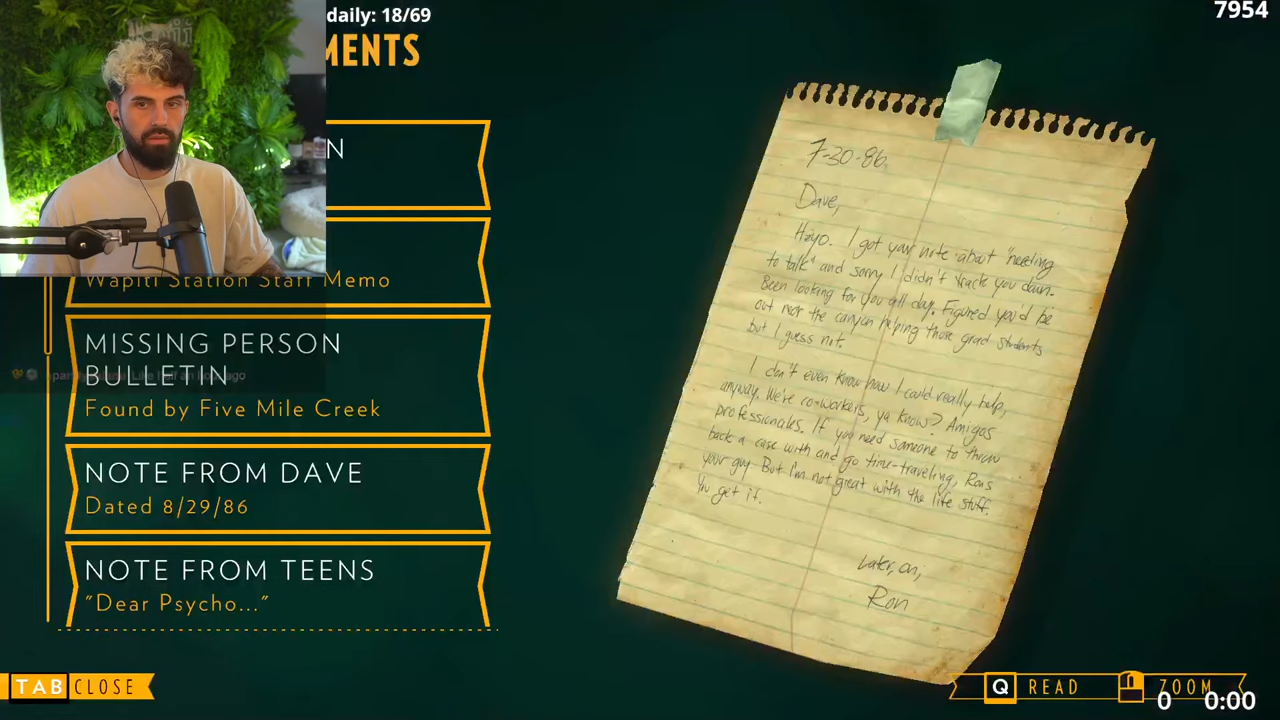 daily: 18/69
7954
MENTS
N
Wapiti Station Staff Memo
MISSING PERSON
BULLETIN
Found by Five Mile Creek
NOTE FROM DAVE
Dated 8/29/86
NOTE FROM TEENS
"Dear Psycho..."
TAB CLOSE
7-30-86
Dave,
Hiyo. I got your note about "needing
to talk" and sorry I didn't track you down.
Been looking for you all day. Figured you'd be
out near the canyon helping those grad students
but I guess not.
I don't even know how I could really help,
anyway. We're co-workers, ya know? Amigos
professionales. If you need someone to throw
back a case with and go time-traveling, Rons
your guy. But I'm not great with the life stuff.
You get it.
Later, on,
Ron
Q READ
ZOOM
0 0:00